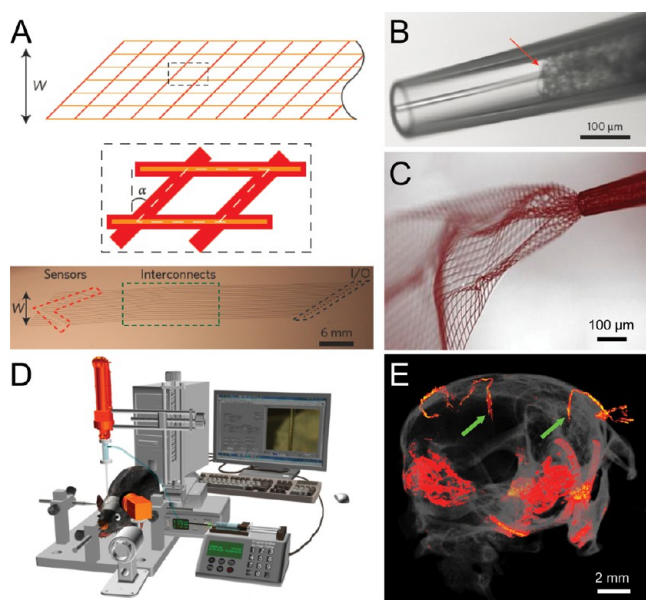 A
W
α
Sensors
Interconnects
I/O
W
6 mm
B
100 µm
C
100 µm
D
E
2 mm